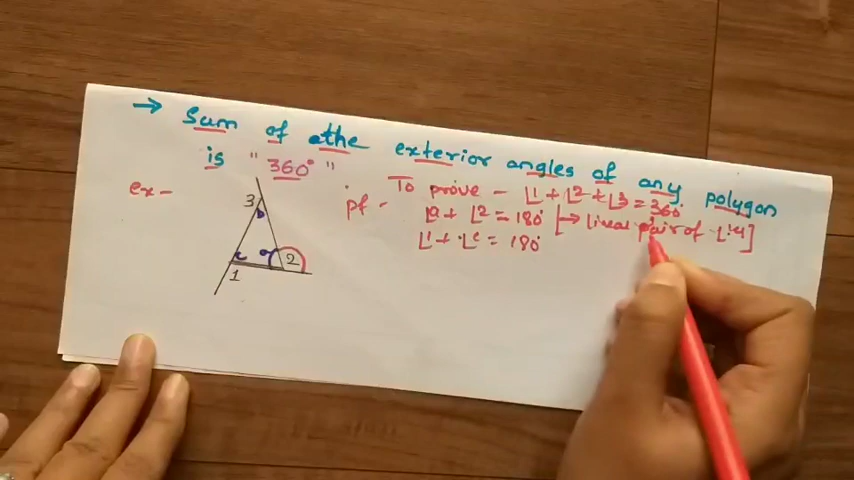 → Sum of othe exterior angles of any polygon
is "360°"
ex-
To prove - ∠1 + ∠2 + ∠3 = 360°
pf - ∠a + ∠2 = 180° [→ lineal pair of
∠1 + ∠c = 180°
3
b
c
a
2
1